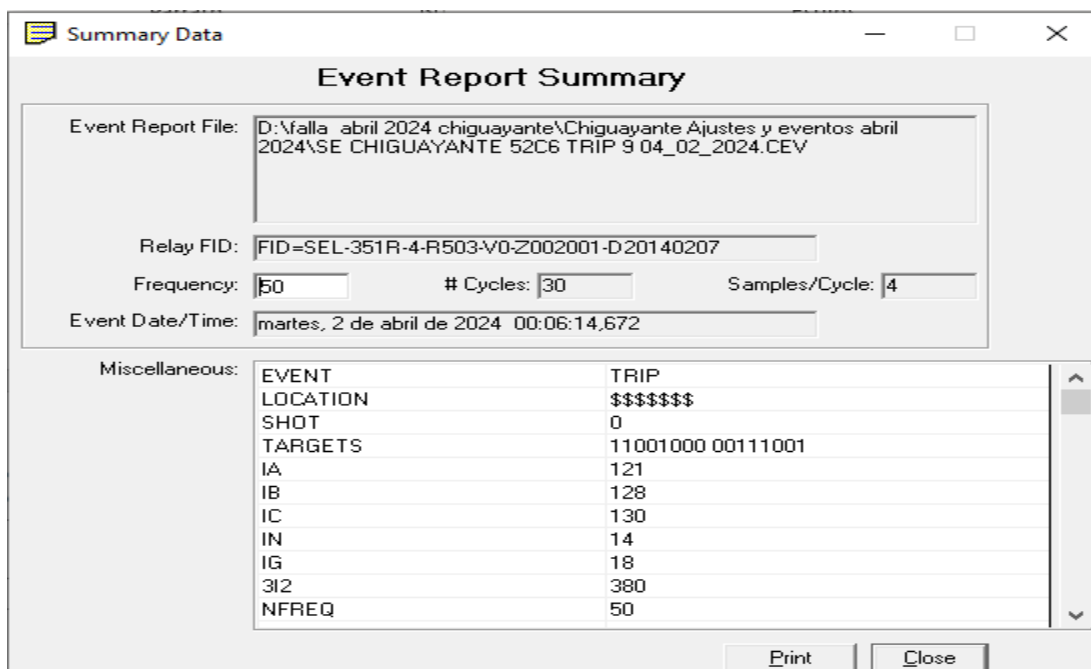 Summary Data
Event Report Summary
Event Report File: D:\falla abril 2024 chiguayante\Chiguayante Ajustes y eventos abril
2024\SE CHIGUAYANTE 52C6 TRIP 9 04_02_2024.CEV
Relay FID: FID=SEL-351R-4-R503-V0-Z002001-D20140207
Frequency: 50 # Cycles: 30 Samples/Cycle: 4
Event Date/Time: martes, 2 de abril de 2024 00:06:14,672
Miscellaneous:
EVENT TRIP
LOCATION $$$$$$$
SHOT 0
TARGETS 11001000 00111001
IA 121
IB 128
IC 130
IN 14
IG 18
3I2 380
NFREQ 50
Print Close